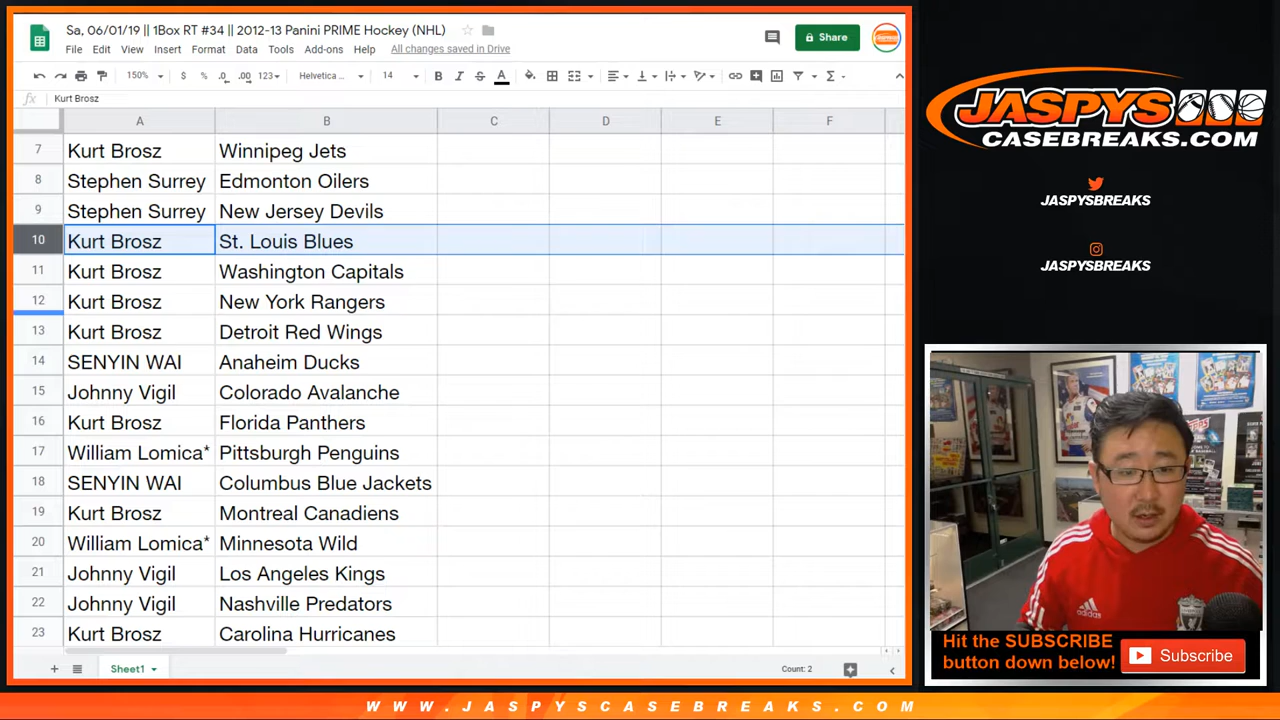 Sa, 06/01/19 || 1Box RT #34 || 2012-13 Panini PRIME Hockey (NHL)
File Edit View Insert Format Data Tools Add-ons Help All changes saved in Drive
Share
150% $ % .0 .00 123 Helvetica ... 14 B I S A
fx Kurt Brosz
A B C D E F
7 Kurt Brosz Winnipeg Jets
8 Stephen Surrey Edmonton Oilers
9 Stephen Surrey New Jersey Devils
10 Kurt Brosz St. Louis Blues
11 Kurt Brosz Washington Capitals
12 Kurt Brosz New York Rangers
13 Kurt Brosz Detroit Red Wings
14 SENYIN WAI Anaheim Ducks
15 Johnny Vigil Colorado Avalanche
16 Kurt Brosz Florida Panthers
17 William Lomica* Pittsburgh Penguins
18 SENYIN WAI Columbus Blue Jackets
19 Kurt Brosz Montreal Canadiens
20 William Lomica* Minnesota Wild
21 Johnny Vigil Los Angeles Kings
22 Johnny Vigil Nashville Predators
23 Kurt Brosz Carolina Hurricanes
Sheet1
Count: 2
JASPYS
CASEBREAKS.COM
JASPYSBREAKS
JASPYSBREAKS
adidas
Hit the SUBSCRIBE
button down below!
Subscribe
WWW.JASPYSCASEBREAKS.COM